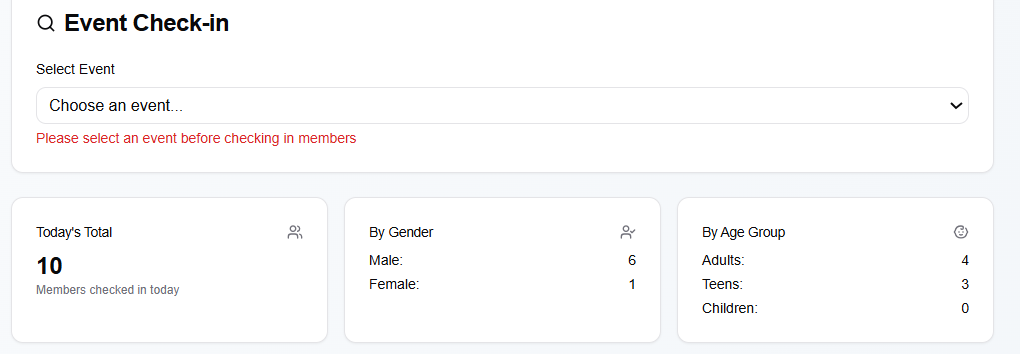 Event Check-in
Select Event
Choose an event...
Please select an event before checking in members
Today's Total
10
Members checked in today
By Gender
Male: 6
Female: 1
By Age Group
Adults: 4
Teens: 3
Children: 0